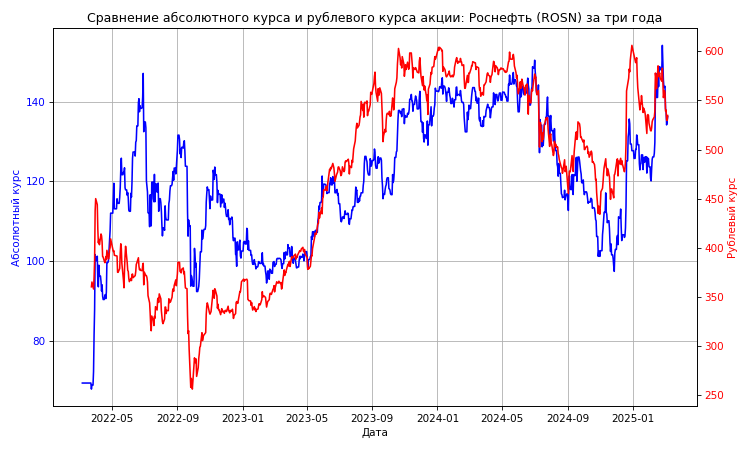 Сравнение абсолютного курса и рублевого курса акции: Роснефть (ROSN) за три года
Абсолютный курс
140
120
100
80
600
550
500
450
400
350
300
250
Рублевый курс
2022-05 2022-09 2023-01 2023-05 2023-09 2024-01 2024-05 2024-09 2025-01
Дата